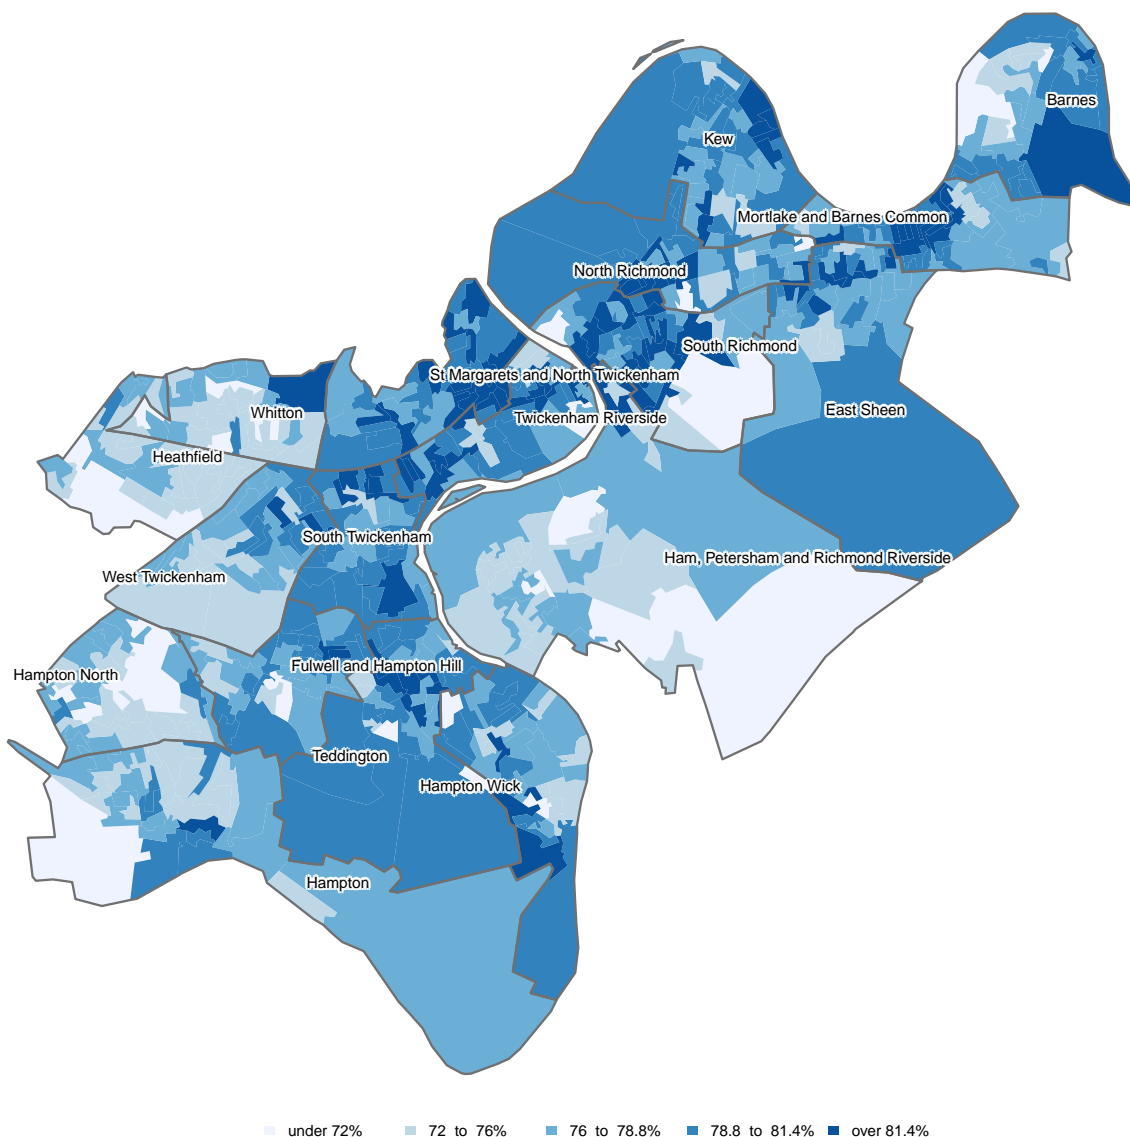 Barnes
Kew
Mortlake and Barnes Common
North Richmond
South Richmond
St Margarets and North Twickenham
East Sheen
Whitton
Twickenham Riverside
Heathfield
South Twickenham
Ham, Petersham and Richmond Riverside
West Twickenham
Fulwell and Hampton Hill
Hampton North
Teddington
Hampton Wick
Hampton
under 72% 72 to 76% 76 to 78.8% 78.8 to 81.4% over 81.4%